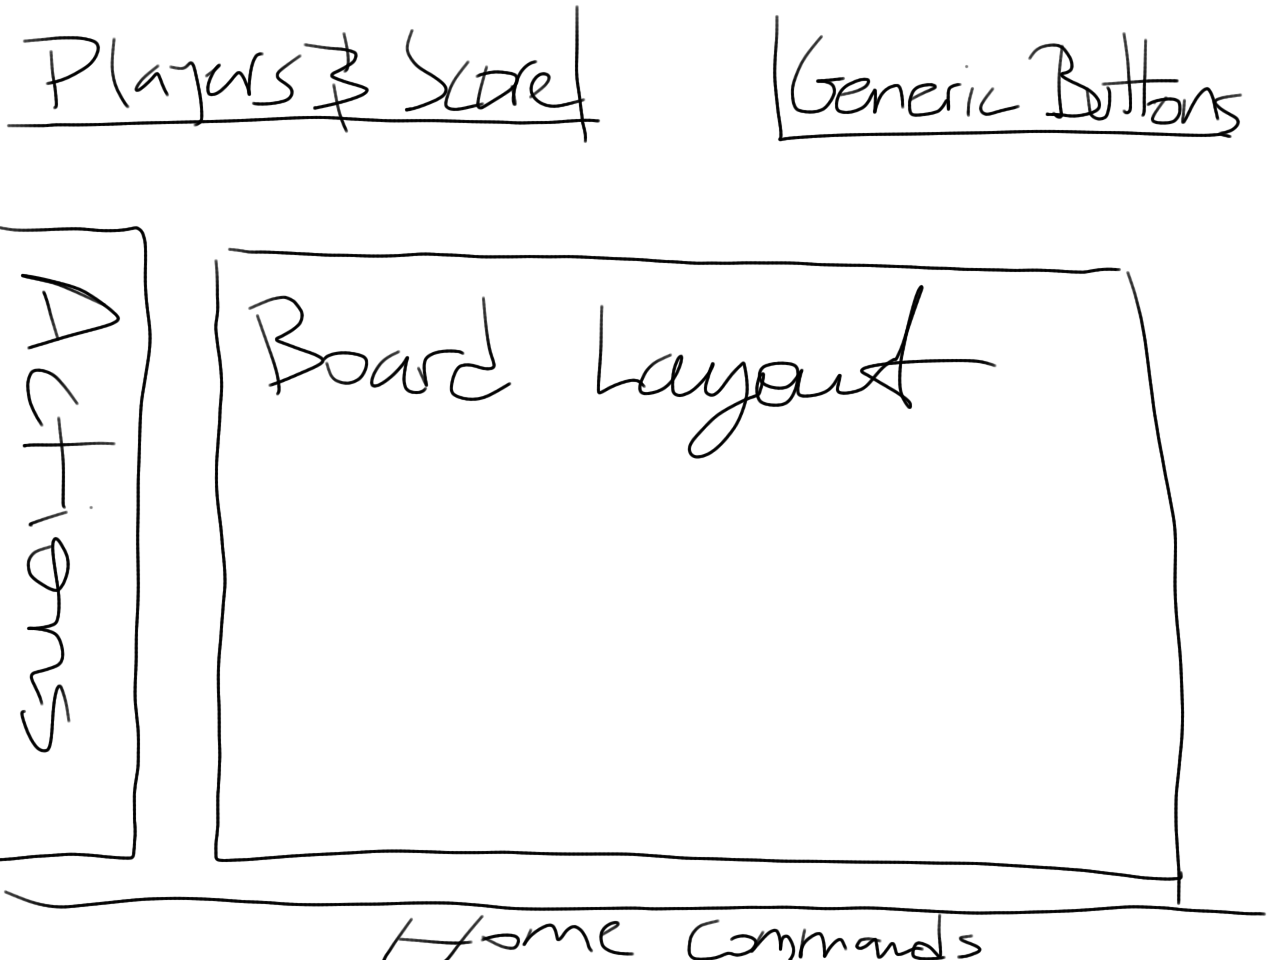 Players & Score
Generic Buttons
Actions
Board Layout
Home Commands